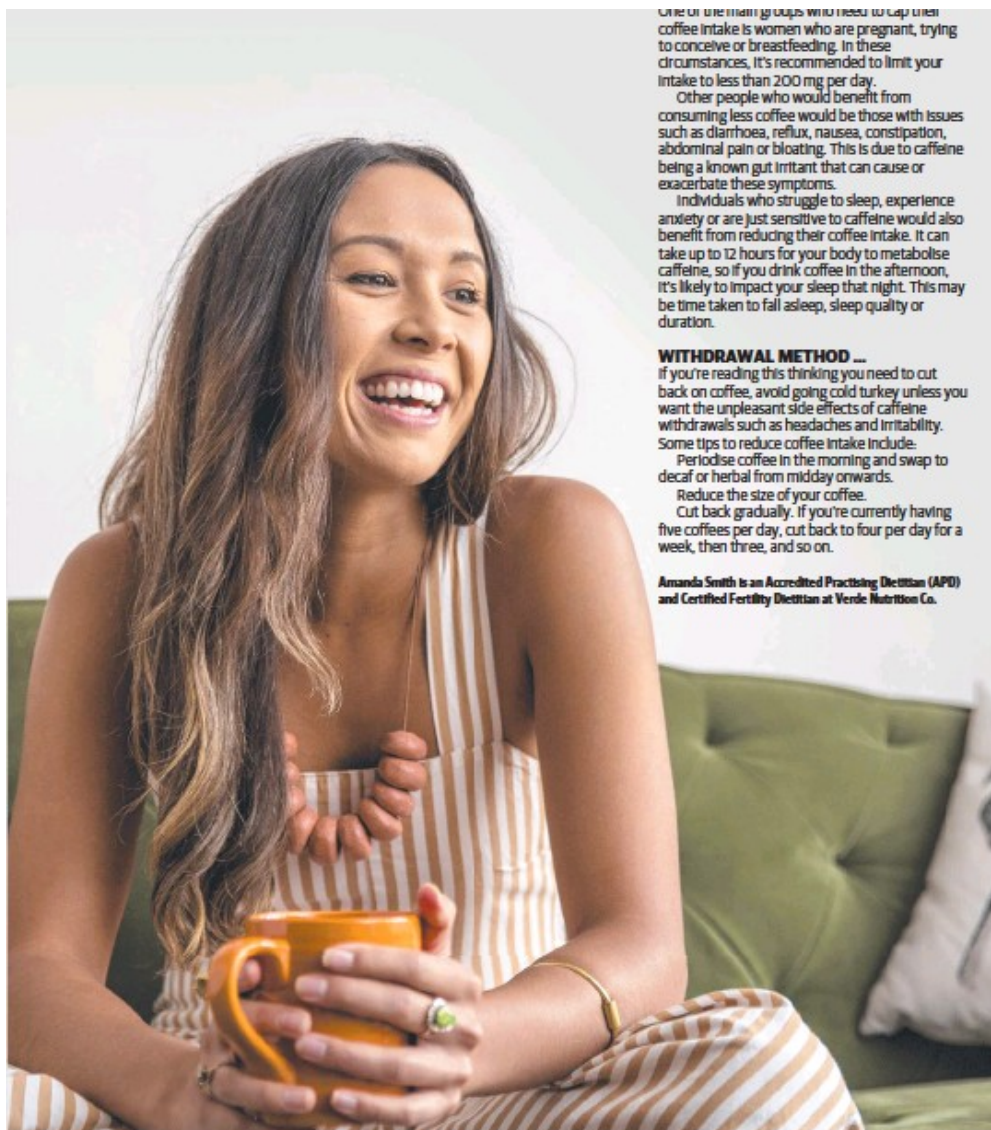 One of the main groups who need to cap their
coffee intake is women who are pregnant, trying
to conceive or breastfeeding. In these
circumstances, it's recommended to limit your
intake to less than 200 mg per day.
Other people who would benefit from
consuming less coffee would be those with issues
such as diarrhoea, reflux, nausea, constipation,
abdominal pain or bloating. This is due to caffeine
being a known gut irritant that can cause or
exacerbate these symptoms.
Individuals who struggle to sleep, experience
anxiety or are just sensitive to caffeine would also
benefit from reducing their coffee intake. It can
take up to 12 hours for your body to metabolise
caffeine, so if you drink coffee in the afternoon,
it's likely to impact your sleep that night. This may
be time taken to fall asleep, sleep quality or
duration.
WITHDRAWAL METHOD ...
If you're reading this thinking you need to cut
back on coffee, avoid going cold turkey unless you
want the unpleasant side effects of caffeine
withdrawals such as headaches and irritability.
Some tips to reduce coffee intake include:
Periodise coffee in the morning and swap to
decaf or herbal from midday onwards.
Reduce the size of your coffee.
Cut back gradually. If you're currently having
five coffees per day, cut back to four per day for a
week, then three, and so on.
Amanda Smith is an Accredited Practising Dietitian (APD)
and Certified Fertility Dietitian at Verde Nutrition Co.